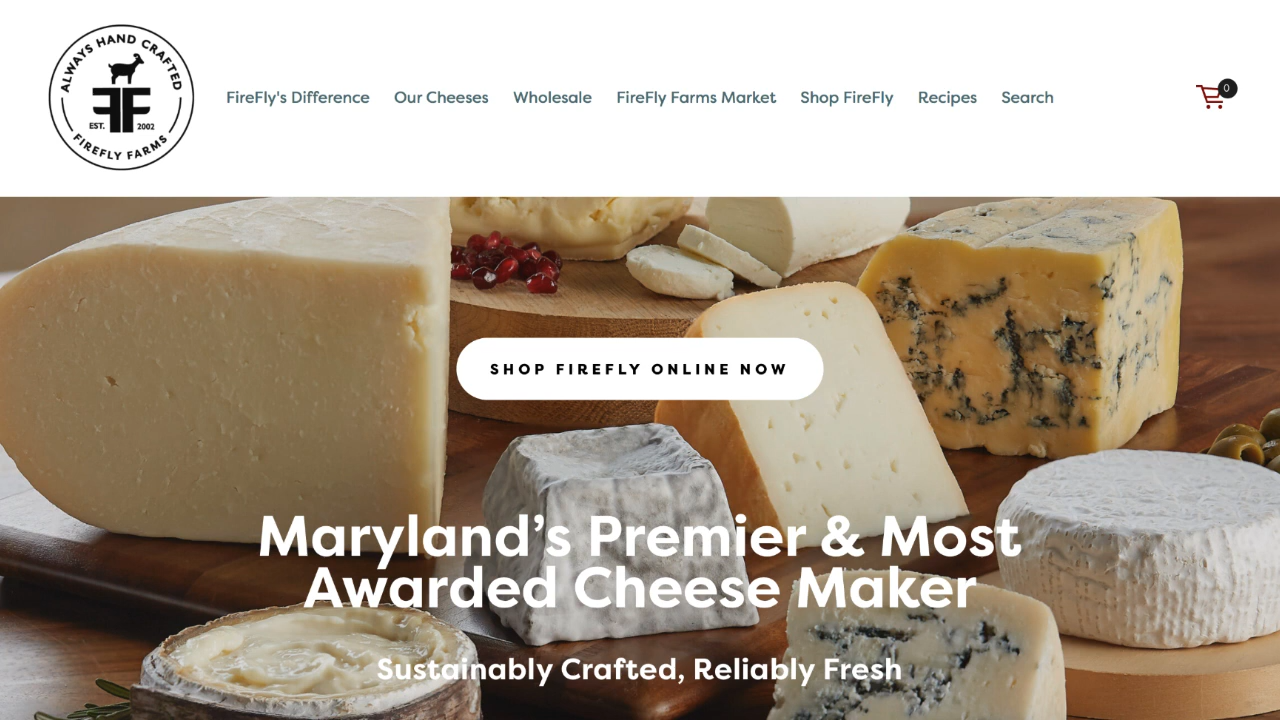 ALWAYS HAND CRAFTED
FF
EST. 2002
FIREFLY FARMS
FireFly's Difference
Our Cheeses
Wholesale
FireFly Farms Market
Shop FireFly
Recipes
Search
0
SHOP FIREFLY ONLINE NOW
Maryland’s Premier & Most
Awarded Cheese Maker
Sustainably Crafted, Reliably Fresh